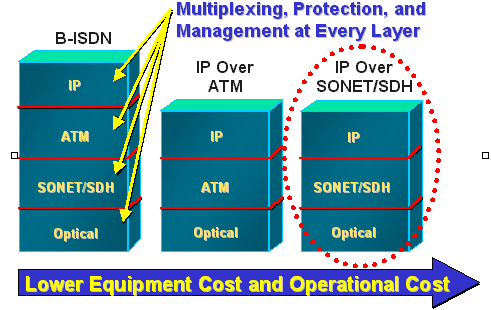 Multiplexing, Protection, and
Management at Every Layer
B-ISDN
IP
ATM
SONET/SDH
Optical
IP Over
ATM
IP
ATM
Optical
IP Over
SONET/SDH
IP
SONET/SDH
Optical
Lower Equipment Cost and Operational Cost